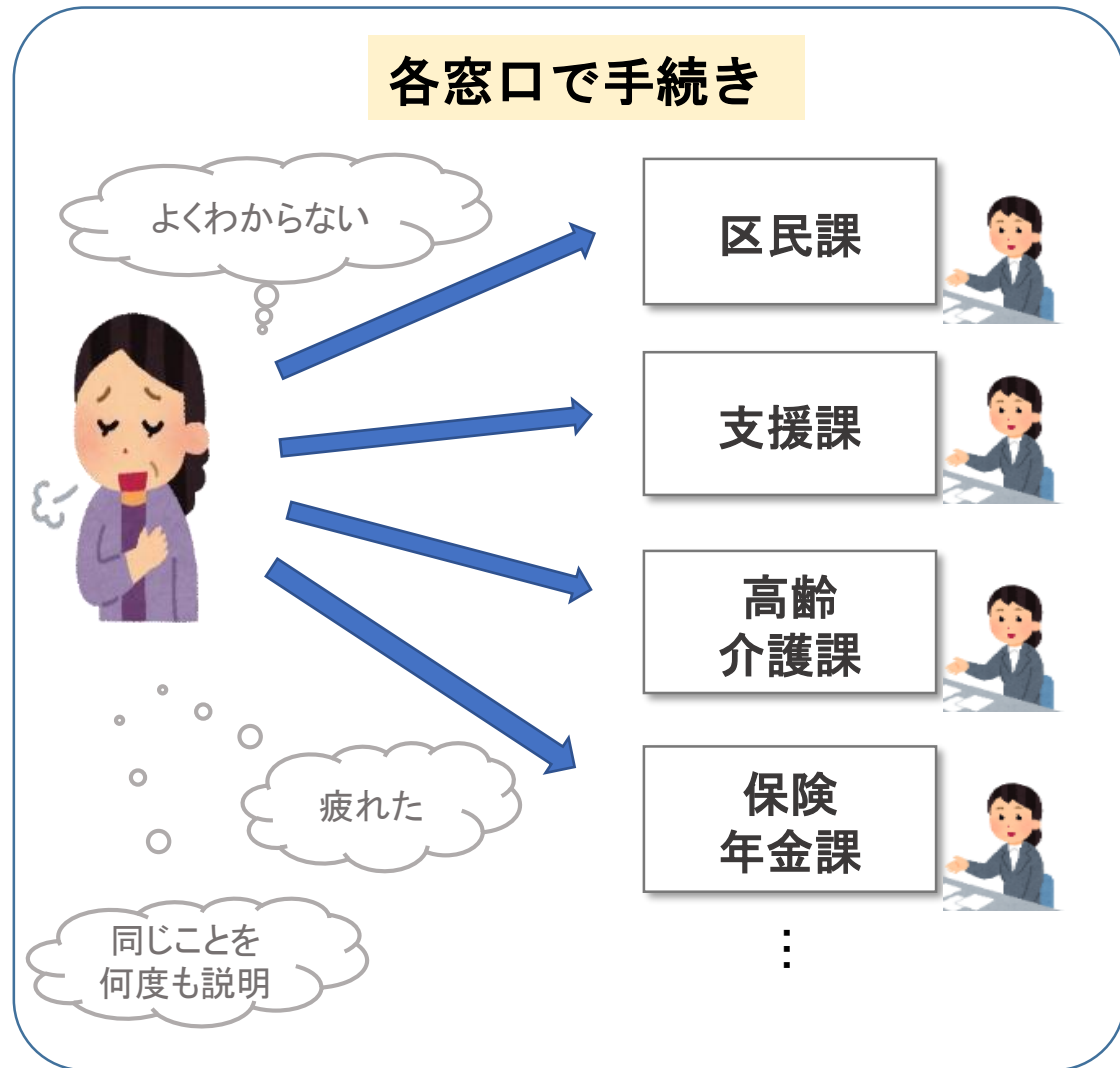 各窓口で手続き
よくわからない
区民課
支援課
高齢
介護課
保険
年金課
⋮
疲れた
同じことを
何度も説明